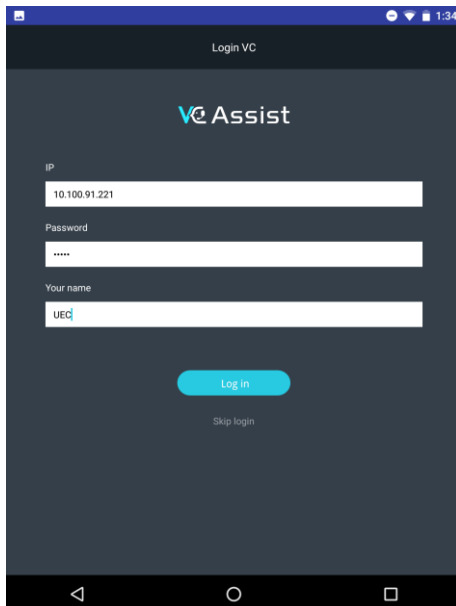 1:34
Login VC
VC Assist
IP
10.100.91.221
Password
•••••
Your name
UEC
Log in
Skip login